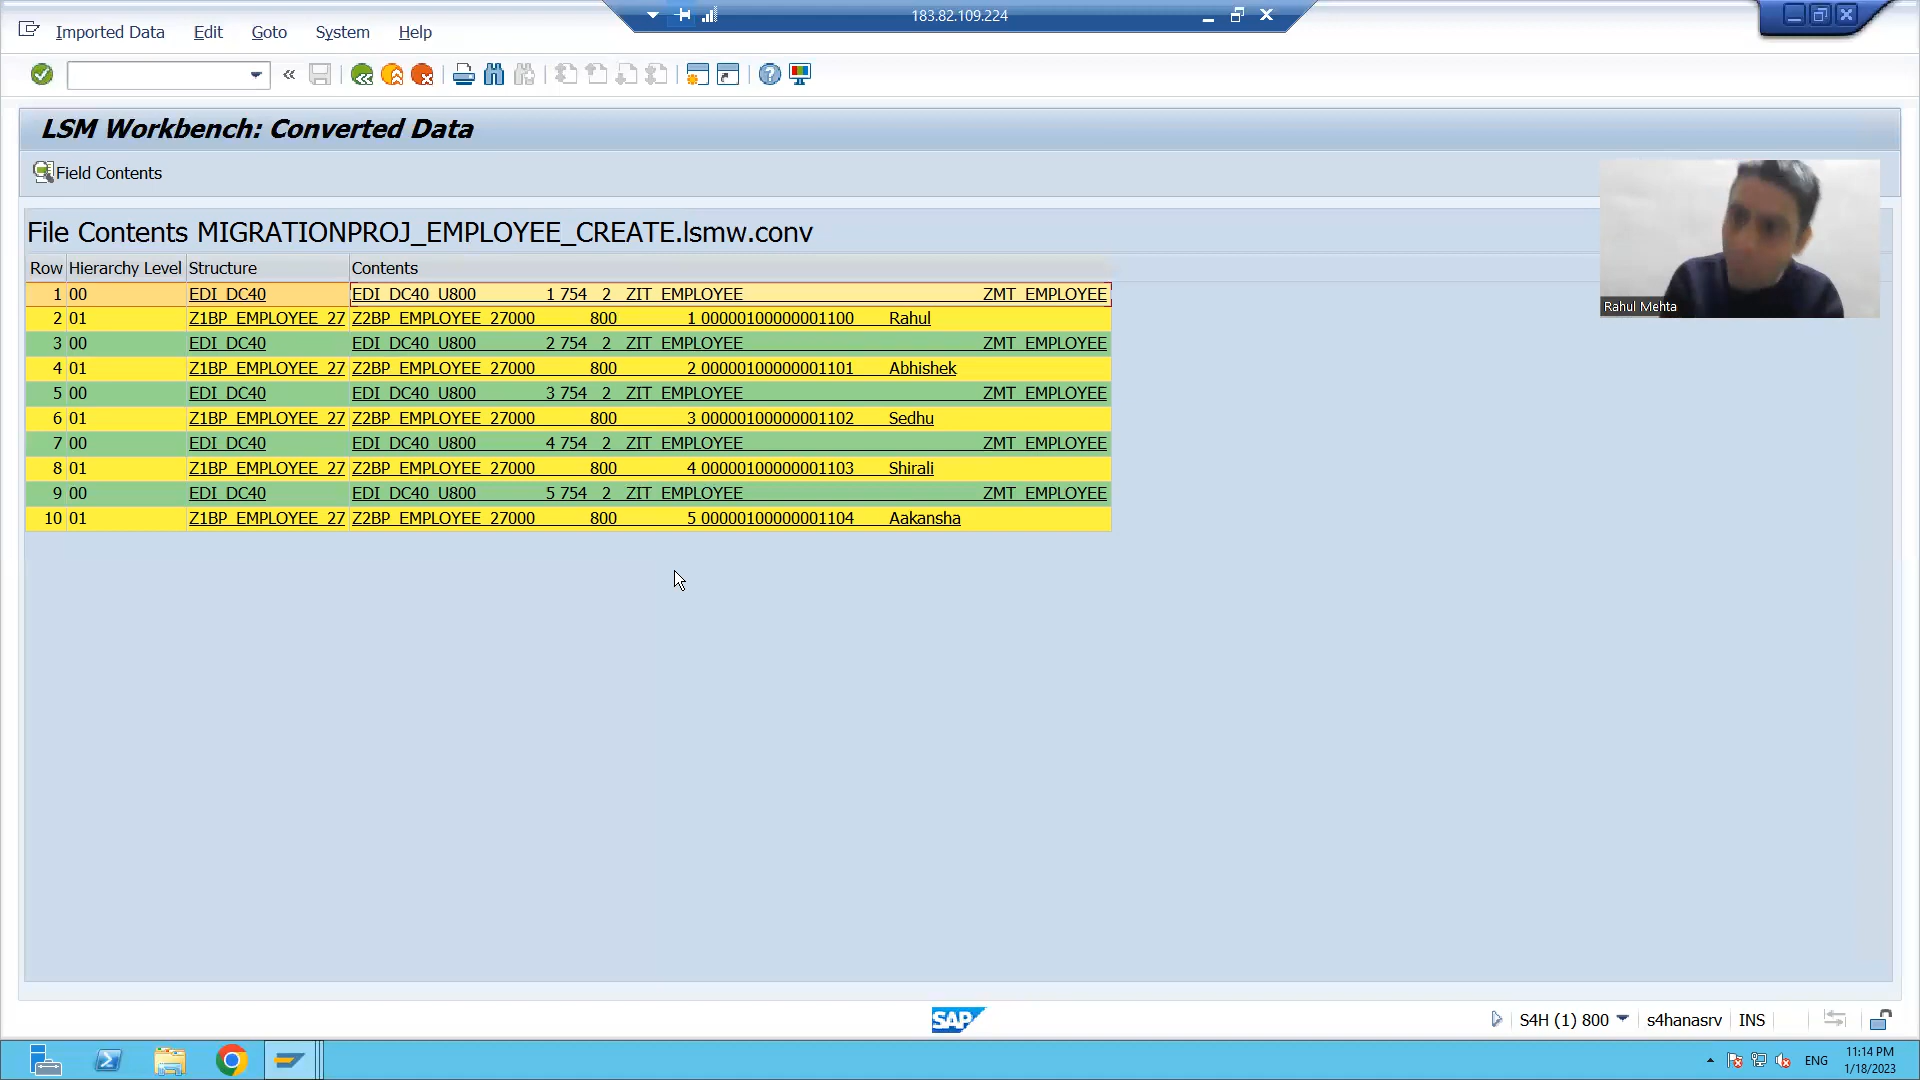 183.82.109.224
Imported Data Edit Goto System Help
LSM Workbench: Converted Data
Field Contents
Rahul Mehta
File Contents MIGRATIONPROJ_EMPLOYEE_CREATE.lsmw.conv
Row Hierarchy Level Structure Contents
1 00 EDI_DC40 EDI_DC40_U800 1 754 2 ZIT_EMPLOYEE ZMT_EMPLOYEE
2 01 Z1BP_EMPLOYEE_27 Z2BP_EMPLOYEE_27000 800 1 00000100000001100 Rahul
3 00 EDI_DC40 EDI_DC40_U800 2 754 2 ZIT_EMPLOYEE ZMT_EMPLOYEE
4 01 Z1BP_EMPLOYEE_27 Z2BP_EMPLOYEE_27000 800 2 00000100000001101 Abhishek
5 00 EDI_DC40 EDI_DC40_U800 3 754 2 ZIT_EMPLOYEE ZMT_EMPLOYEE
6 01 Z1BP_EMPLOYEE_27 Z2BP_EMPLOYEE_27000 800 3 00000100000001102 Sedhu
7 00 EDI_DC40 EDI_DC40_U800 4 754 2 ZIT_EMPLOYEE ZMT_EMPLOYEE
8 01 Z1BP_EMPLOYEE_27 Z2BP_EMPLOYEE_27000 800 4 00000100000001103 Shirali
9 00 EDI_DC40 EDI_DC40_U800 5 754 2 ZIT_EMPLOYEE ZMT_EMPLOYEE
10 01 Z1BP_EMPLOYEE_27 Z2BP_EMPLOYEE_27000 800 5 00000100000001104 Aakansha
SAP S4H (1) 800 s4hanasrv INS
ENG 11:14 PM
1/18/2023